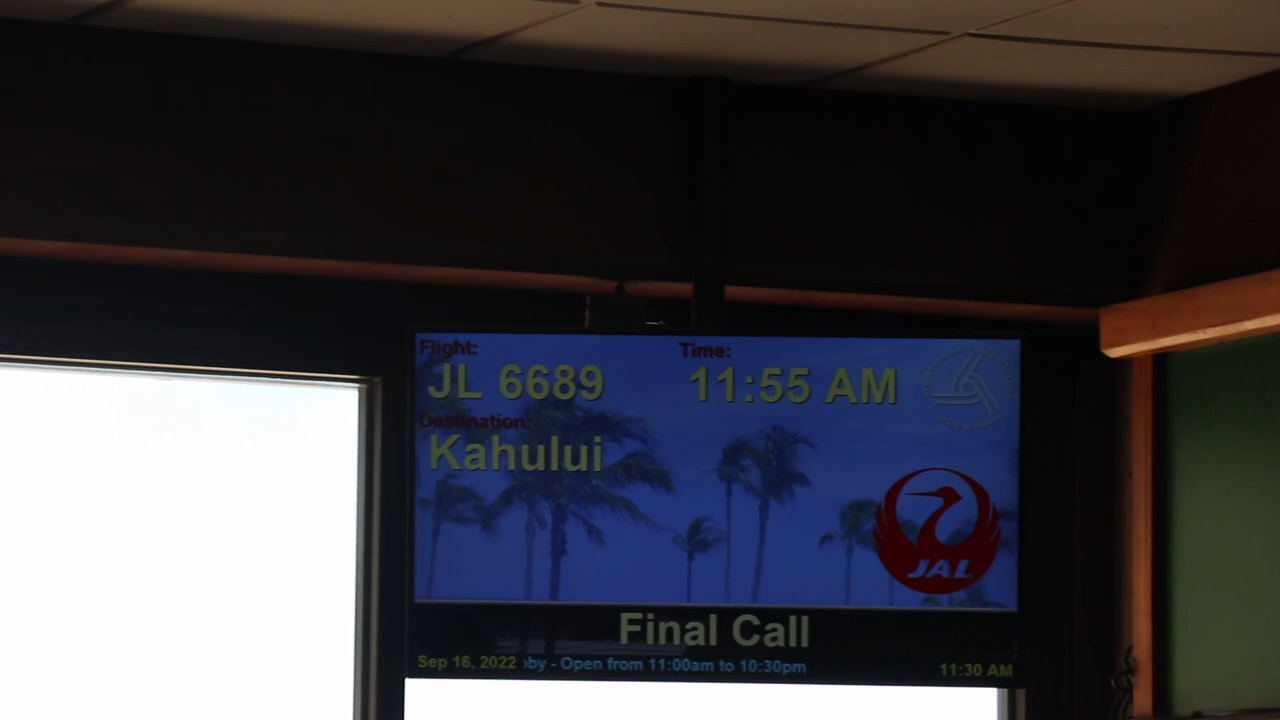 Flight:
Time:
JL 6689
11:55 AM
Destination:
Kahului
JAL
Final Call
Sep 16, 2022
by - Open from 11:00am to 10:30pm
11:30 AM